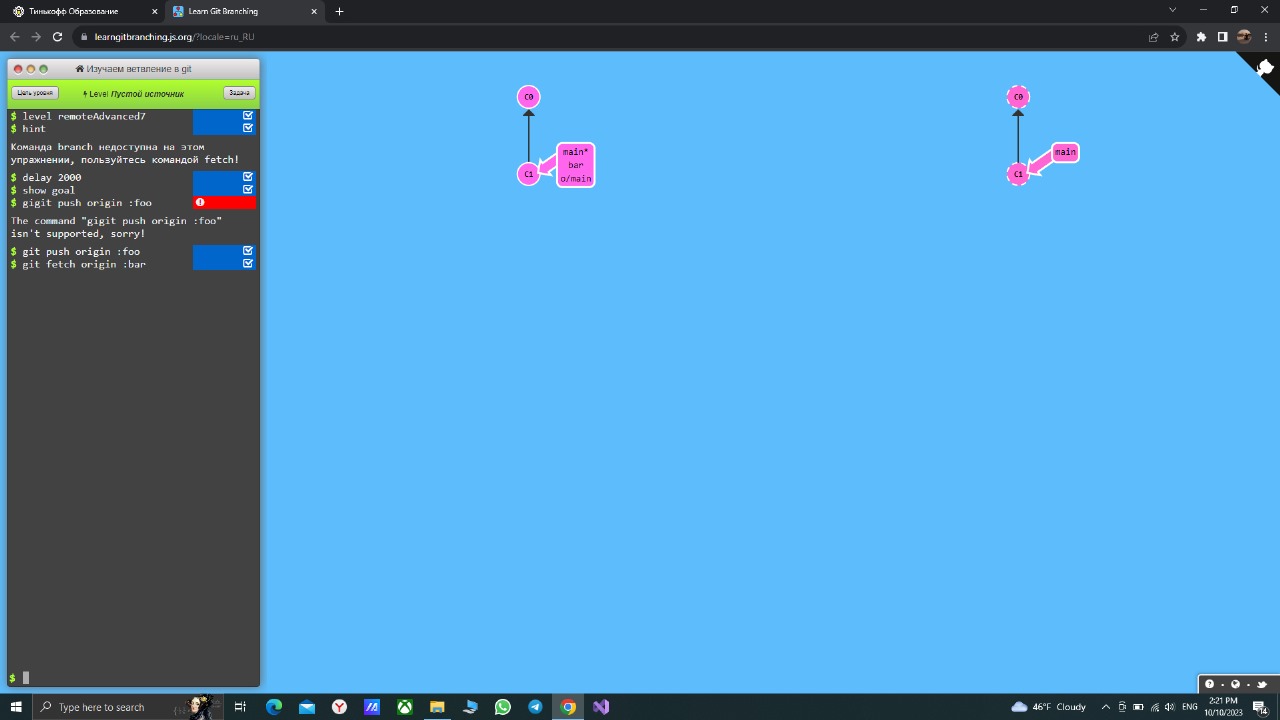 Тинькофф Образование
Learn Git Branching
learngitbranching.js.org/?locale=ru_RU
Изучаем ветвление в git
Цель уровня
Level Пустой источник
Задача
$ level remoteAdvanced7
$ hint
Команда branch недоступна на этом
упражнении, пользуйтесь командой fetch!
$ delay 2000
$ show goal
$ gigit push origin :foo
The command "gigit push origin :foo"
isn't supported, sorry!
$ git push origin :foo
$ git fetch origin :bar
$
C0
C1
main*
bar
o/main
C0
C1
main
Type here to search
46°F Cloudy
ENG
2:21 PM
10/10/2023
14